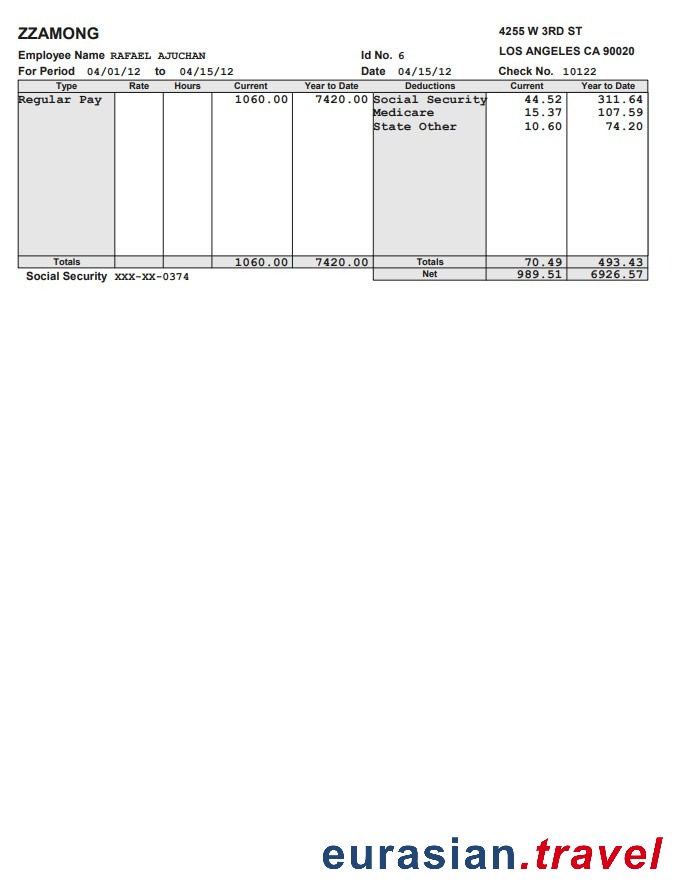 ZZAMONG
4255 W 3RD ST
Employee Name RAFAEL AJUCHAN Id No. 6 LOS ANGELES CA 90020
For Period 04/01/12 to 04/15/12 Date 04/15/12 Check No. 10122
Type Rate Hours Current Year to Date Deductions Current Year to Date
Regular Pay 1060.00 7420.00 Social Security 44.52 311.64
Medicare 15.37 107.59
State Other 10.60 74.20
Totals 1060.00 7420.00 Totals 70.49 493.43
Social Security XXX-XX-0374 Net 989.51 6926.57
eurasian.travel